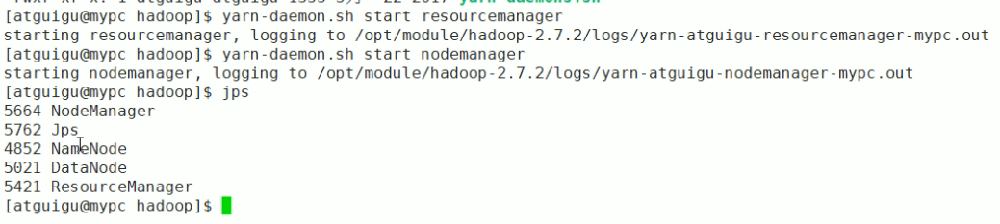 [atguigu@mypc hadoop]$ yarn-daemon.sh start resourcemanager
starting resourcemanager, logging to /opt/module/hadoop-2.7.2/logs/yarn-atguigu-resourcemanager-mypc.out
[atguigu@mypc hadoop]$ yarn-daemon.sh start nodemanager
starting nodemanager, logging to /opt/module/hadoop-2.7.2/logs/yarn-atguigu-nodemanager-mypc.out
[atguigu@mypc hadoop]$ jps
5664 NodeManager
5762 Jps
4852 NameNode
5021 DataNode
5421 ResourceManager
[atguigu@mypc hadoop]$